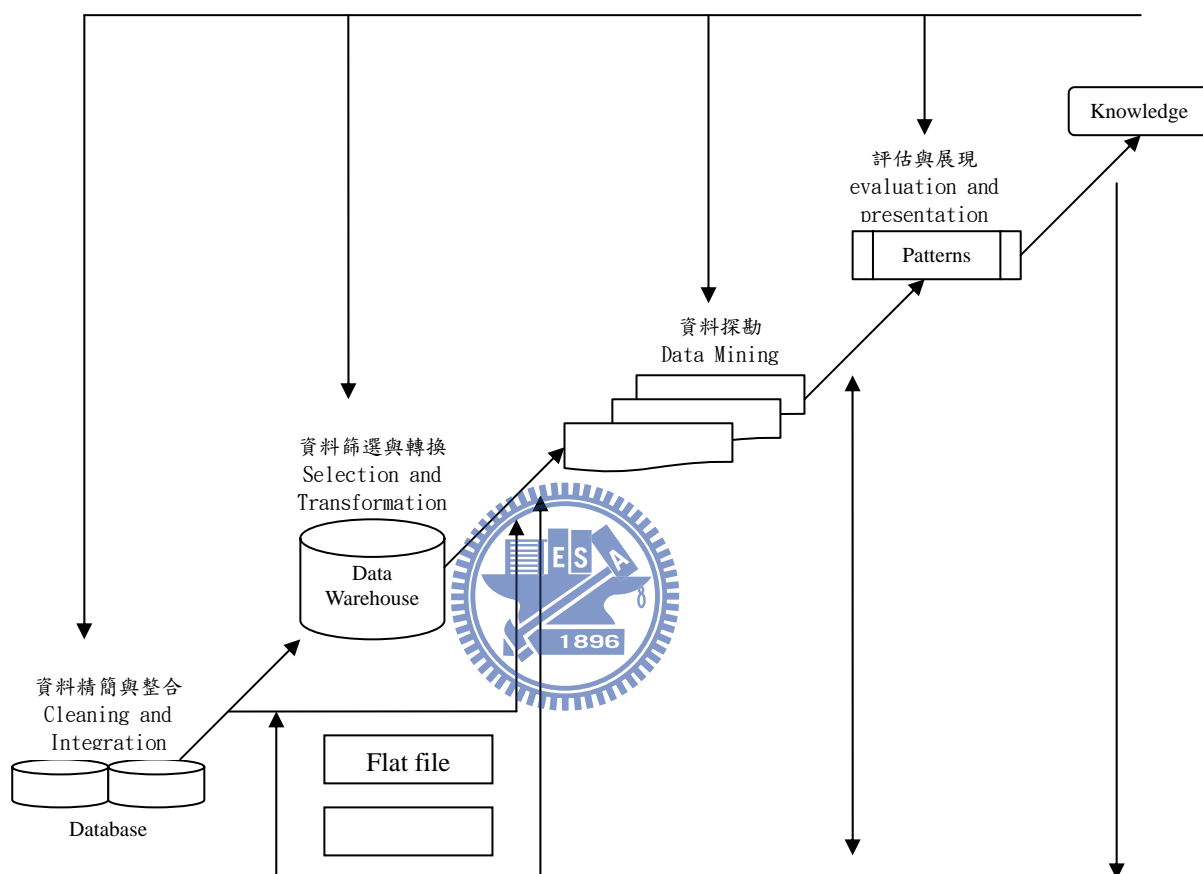 Knowledge
評估與展現
evaluation and
presentation
Patterns
資料探勘
Data Mining
資料篩選與轉換
Selection and
Transformation
Data
Warehouse
E S A
1896
資料精簡與整合
Cleaning and
Integration
Flat file
Database